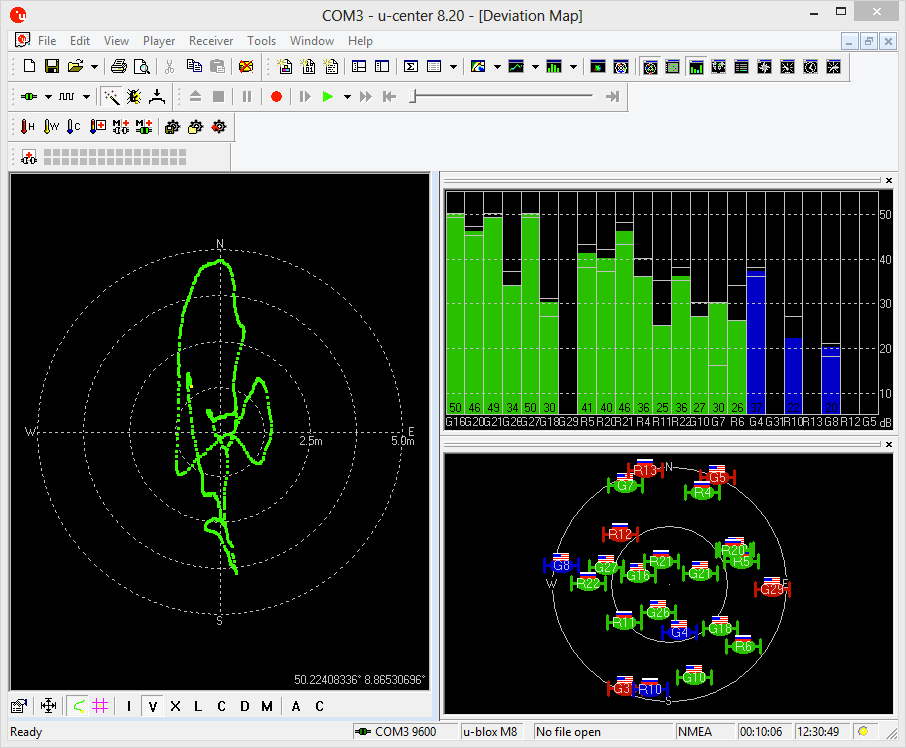 COM3 - u-center 8.20 - [Deviation Map]
File Edit View Player Receiver Tools Window Help
H W C M M
N
W E
2.5m 5.0m
S
50.22408336° 8.86530696°
50
40
30
20
10
50 46 49 34 50 30 41 40 46 36 25 36 27 30 26 22 20
G16 G20 G21 G26 G27 G18 G29 R5 R20 R21 R4 R11 R22 G10 G7 R6 G4 G31 R10 R13 G8 R12 G5 dB
R13 N G5
G7 R4
R12
R20
G8 G27 R21 R5
G16 G21
W R22 G29 E
G26
R11 G4 G18
R6
G10
G3 R10
S
I V X L C D M A C
Ready COM3 9600 u-blox M8 No file open NMEA 00:10:06 12:30:49